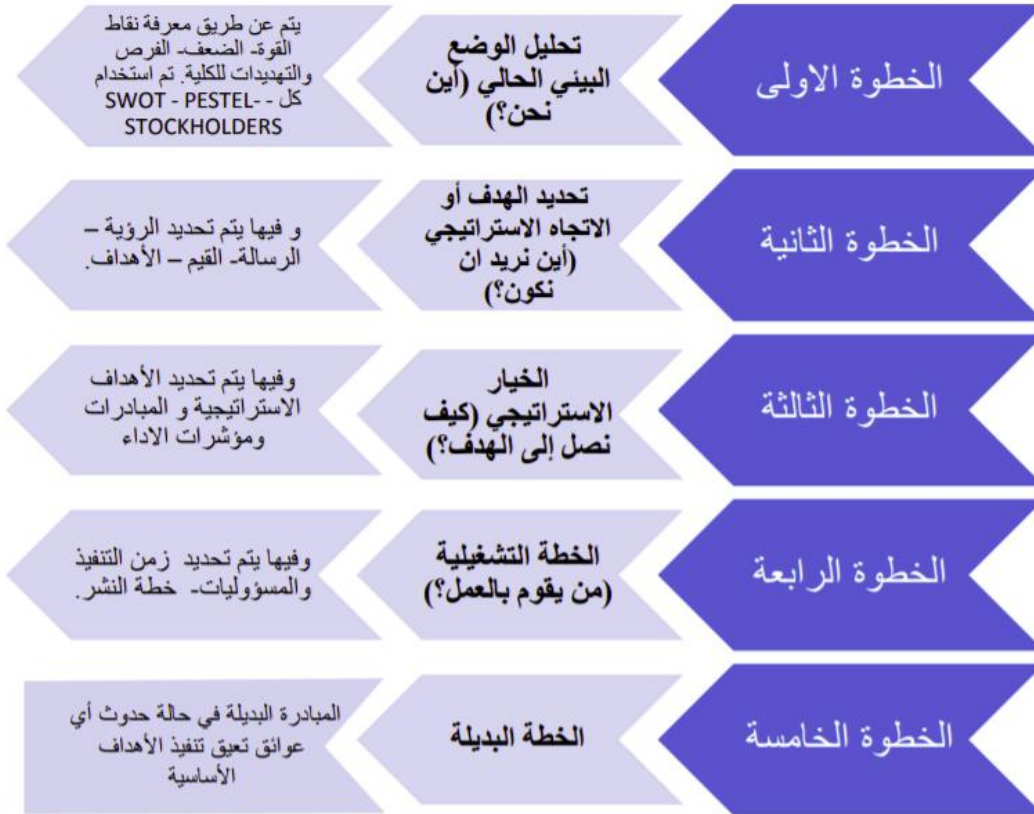 الخطوة الاولى
تحليل الوضع
البيئي الحالي (أين
نحن؟)
يتم عن طريق معرفة نقاط
القوة- الضعف- الفرص
والتهديدات للكلية. تم استخدام
كل - -SWOT - PESTEL
STOCKHOLDERS
الخطوة الثانية
تحديد الهدف أو
الاتجاه الاستراتيجي
(أين نريد ان
نكون؟)
و فيها يتم تحديد الرؤية –
الرسالة- القيم – الأهداف.
الخطوة الثالثة
الخيار
الاستراتيجي (كيف
نصل إلى الهدف؟)
وفيها يتم تحديد الأهداف
الاستراتيجية و المبادرات
ومؤشرات الاداء
الخطوة الرابعة
الخطة التشغيلية
(من يقوم بالعمل؟)
وفيها يتم تحديد زمن التنفيذ
والمسؤوليات- خطة النشر.
الخطوة الخامسة
الخطة البديلة
المبادرة البديلة في حالة حدوث أي
عوائق تعيق تنفيذ الأهداف
الأساسية